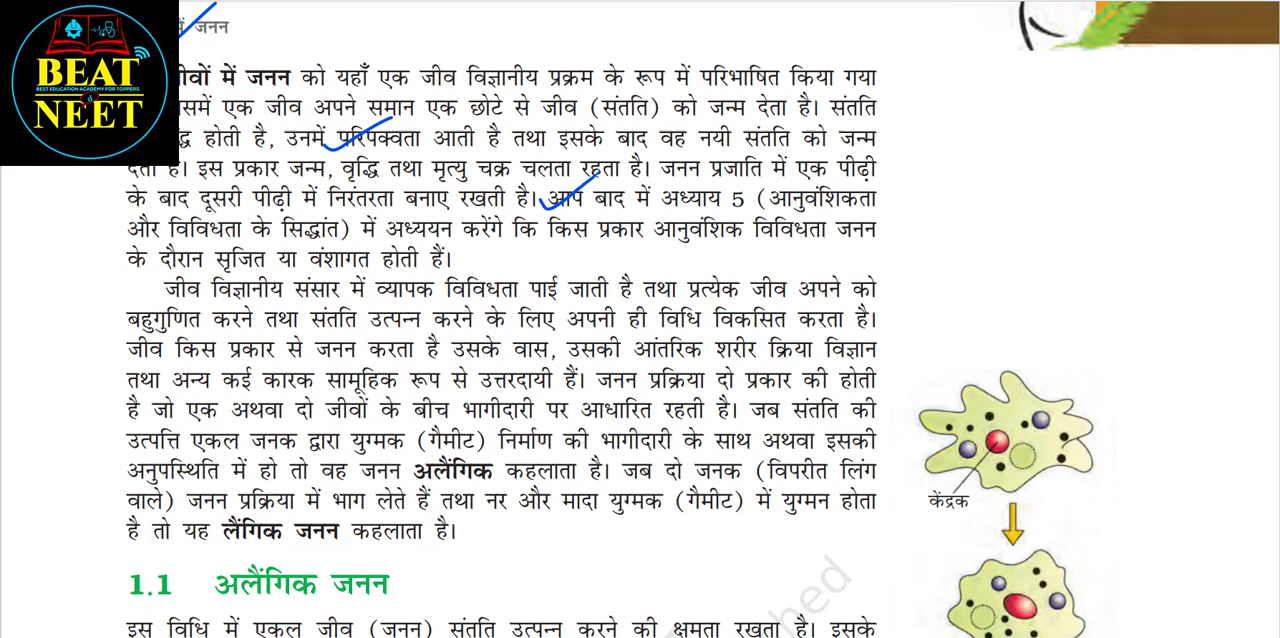 में जनन
BEAT
BEST EDUCATION ACADEMY FOR TOPPERS
NEET
जीवों में जनन को यहाँ एक जीव विज्ञानीय प्रक्रम के रूप में परिभाषित किया गया
एक जीव अपने समान एक छोटे से जीव (संतति) को जन्म देता है। संतति
होती है, उनमें परिपक्वता आती है तथा इसके बाद वह नयी संतति को जन्म
देता है। इस प्रकार जन्म, वृद्धि तथा मृत्यु चक्र चलता रहता है। जनन प्रजाति में एक पीढ़ी
के बाद दूसरी पीढ़ी में निरंतरता बनाए रखती है। आप बाद में अध्याय 5 (आनुवंशिकता
और विविधता के सिद्धांत) में अध्ययन करेंगे कि किस प्रकार आनुवंशिक विविधता जनन
के दौरान सृजित या वंशागत होती हैं।
जीव विज्ञानीय संसार में व्यापक विविधता पाई जाती है तथा प्रत्येक जीव अपने को
बहुगुणित करने तथा संतति उत्पन्न करने के लिए अपनी ही विधि विकसित करता है।
जीव किस प्रकार से जनन करता है उसके वास, उसकी आंतरिक शरीर क्रिया विज्ञान
तथा अन्य कई कारक सामूहिक रूप से उत्तरदायी हैं। जनन प्रक्रिया दो प्रकार की होती
है जो एक अथवा दो जीवों के बीच भागीदारी पर आधारित रहती है। जब संतति की
उत्पत्ति एकल जनक द्वारा युग्मक (गैमीट) निर्माण की भागीदारी के साथ अथवा इसकी
अनुपस्थिति में हो तो वह जनन अलैंगिक कहलाता है। जब दो जनक (विपरीत लिंग
वाले) जनन प्रक्रिया में भाग लेते हैं तथा नर और मादा युग्मक (गैमीट) में युग्मन होता
है तो यह लैंगिक जनन कहलाता है।
केंद्रक
1.1 अलैंगिक जनन
इस विधि में एकल जीव (जनन) संतति उत्पन्न करने की क्षमता रखता है। इसके